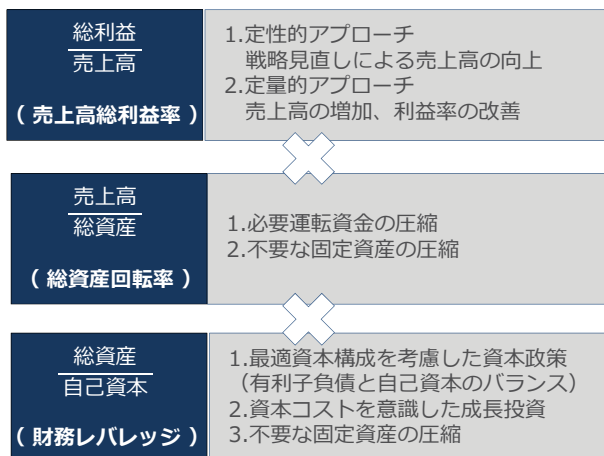 総利益
売上高
( 売上高総利益率 )
1.定性的アプローチ
戦略見直しによる売上高の向上
2.定量的アプローチ
売上高の増加、利益率の改善
売上高
総資産
( 総資産回転率 )
1.必要運転資金の圧縮
2.不要な固定資産の圧縮
総資産
自己資本
( 財務レバレッジ )
1.最適資本構成を考慮した資本政策
（有利子負債と自己資本のバランス）
2.資本コストを意識した成長投資
3.不要な固定資産の圧縮